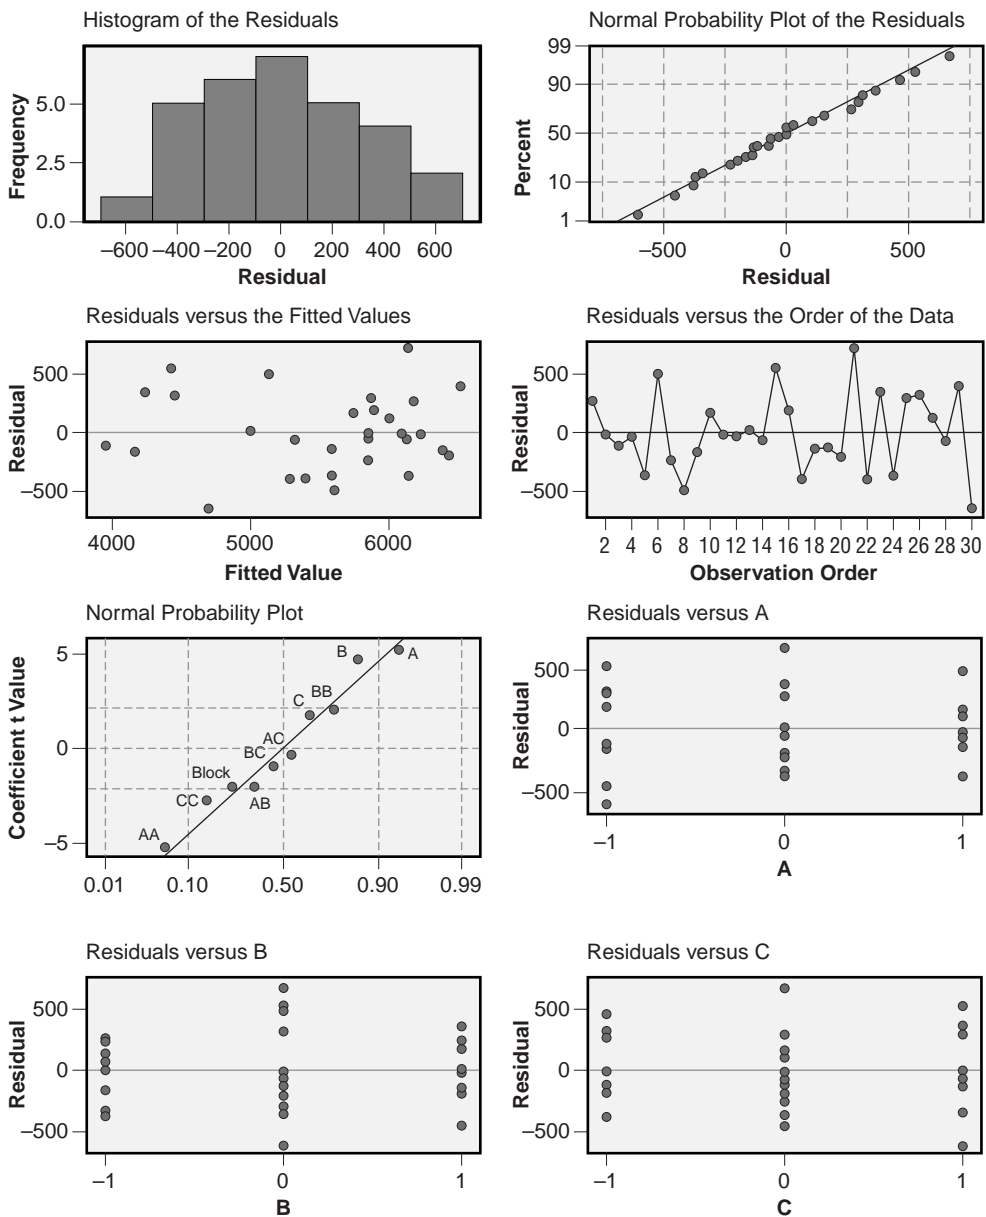 Histogram of the Residuals
Frequency
5.0
2.5
0.0
–600 –400 –200 0 200 400 600
Residual
Normal Probability Plot of the Residuals
Percent
99
90
50
10
1
–500 0 500
Residual
Residuals versus the Fitted Values
Residual
500
0
–500
4000 5000 6000
Fitted Value
Residuals versus the Order of the Data
Residual
500
0
–500
2 4 6 8 10 12 14 16 18 20 22 24 26 28 30
Observation Order
Normal Probability Plot
Coefficient t Value
5
0
–5
B
A
BB
C
AC
BC
Block
AB
CC
AA
0.01 0.10 0.50 0.90 0.99
Residuals versus A
Residual
500
0
–500
–1 0 1
A
Residuals versus B
Residual
500
0
–500
–1 0 1
B
Residuals versus C
Residual
500
0
–500
–1 0 1
C